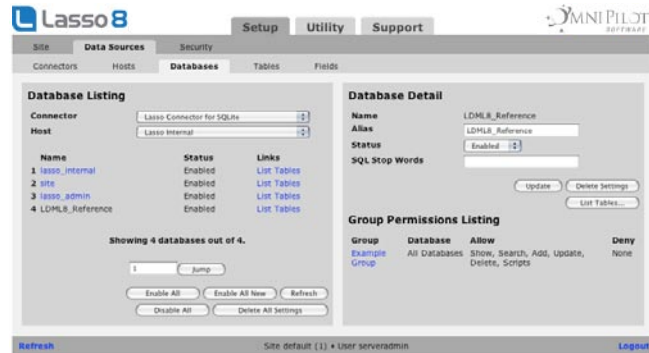 Lasso 8
Setup Utility Support
OMNIPILOT
SOFTWARE
Site Data Sources Security
Connectors Hosts Databases Tables Fields
Database Listing
Connector Lasso Connector for SQLite
Host Lasso Internal
Name Status Links
1 lasso_internal Enabled List Tables
2 site Enabled List Tables
3 lasso_admin Enabled List Tables
4 LDML8_Reference Enabled List Tables
Showing 4 databases out of 4.
1 Jump
Enable All Enable All New Refresh
Disable All Delete All Settings
Database Detail
Name LDML8_Reference
Alias LDML8_Reference
Status Enabled
SQL Stop Words
Update Delete Settings
List Tables...
Group Permissions Listing
Group Database Allow Deny
Example All Databases Show, Search, Add, Update, None
Group Delete, Scripts
Refresh Site default (1) • User serveradmin Logout